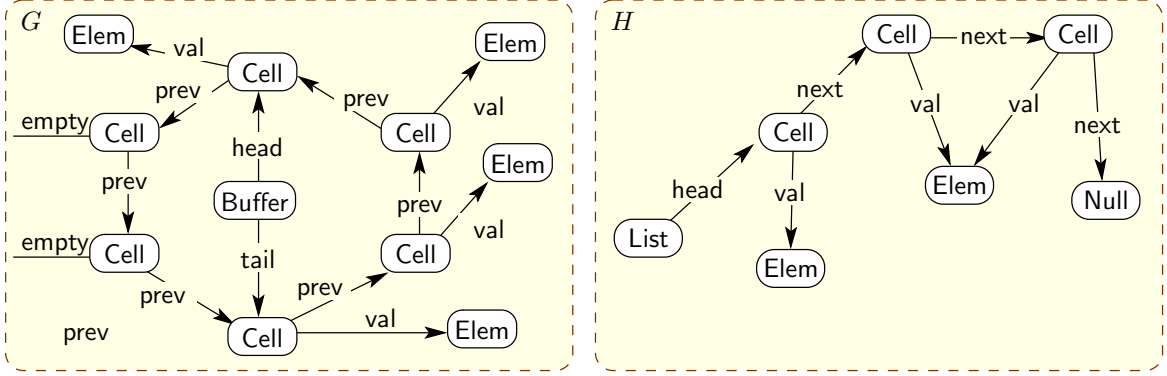 G
Elem
val
Cell
Elem
prev
prev
val
empty
Cell
Cell
head
Elem
prev
Buffer
prev
val
empty
Cell
tail
Cell
prev
prev
val
Elem
prev
Cell
H
Cell
next
Cell
next
Cell
val
val
next
head
val
Elem
Null
List
Elem